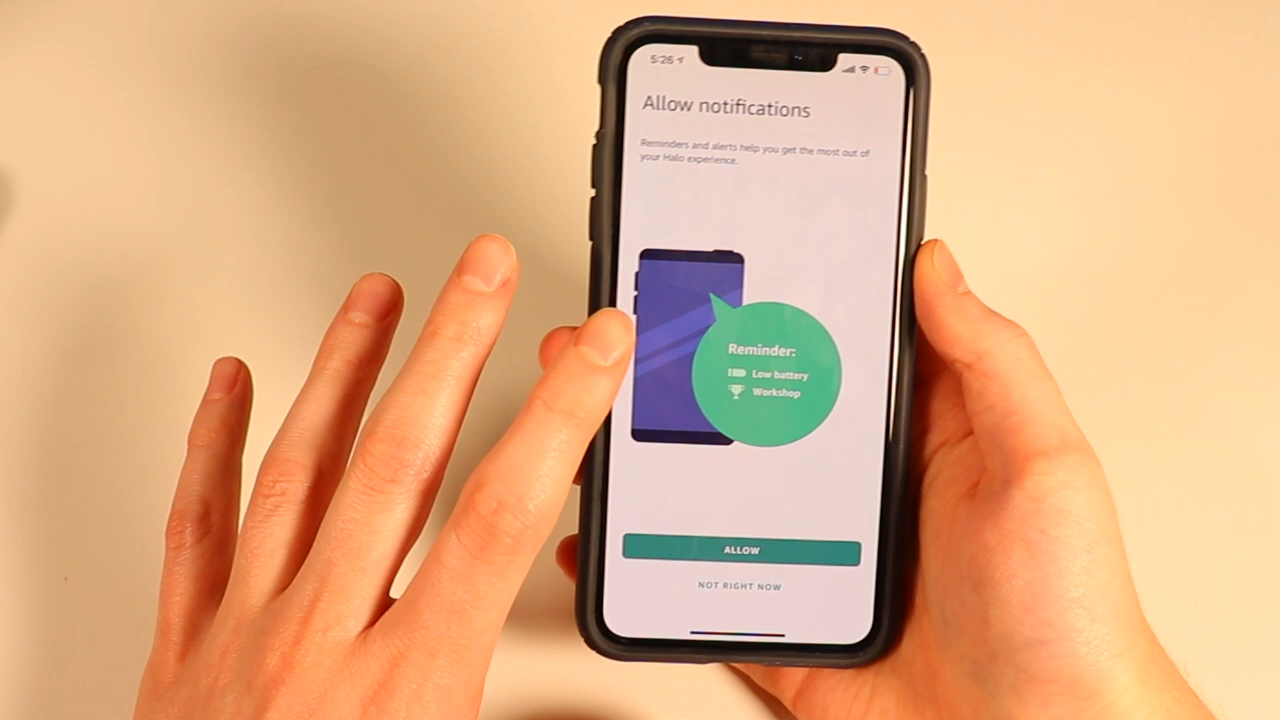 5:26
Allow notifications
Reminders and alerts help you get the most out of
your Halo experience.
Reminder:
Low battery
Workshop
ALLOW
NOT RIGHT NOW